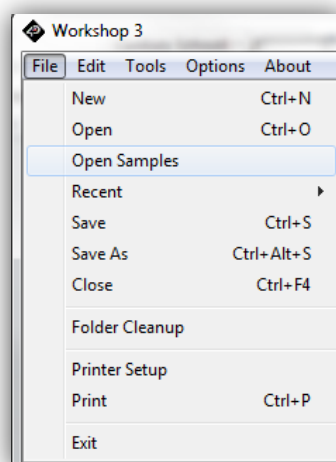 Workshop 3
File Edit Tools Options About
New Ctrl+N
Open Ctrl+O
Open Samples
Recent
Save Ctrl+S
Save As Ctrl+Alt+S
Close Ctrl+F4
Folder Cleanup
Printer Setup
Print Ctrl+P
Exit